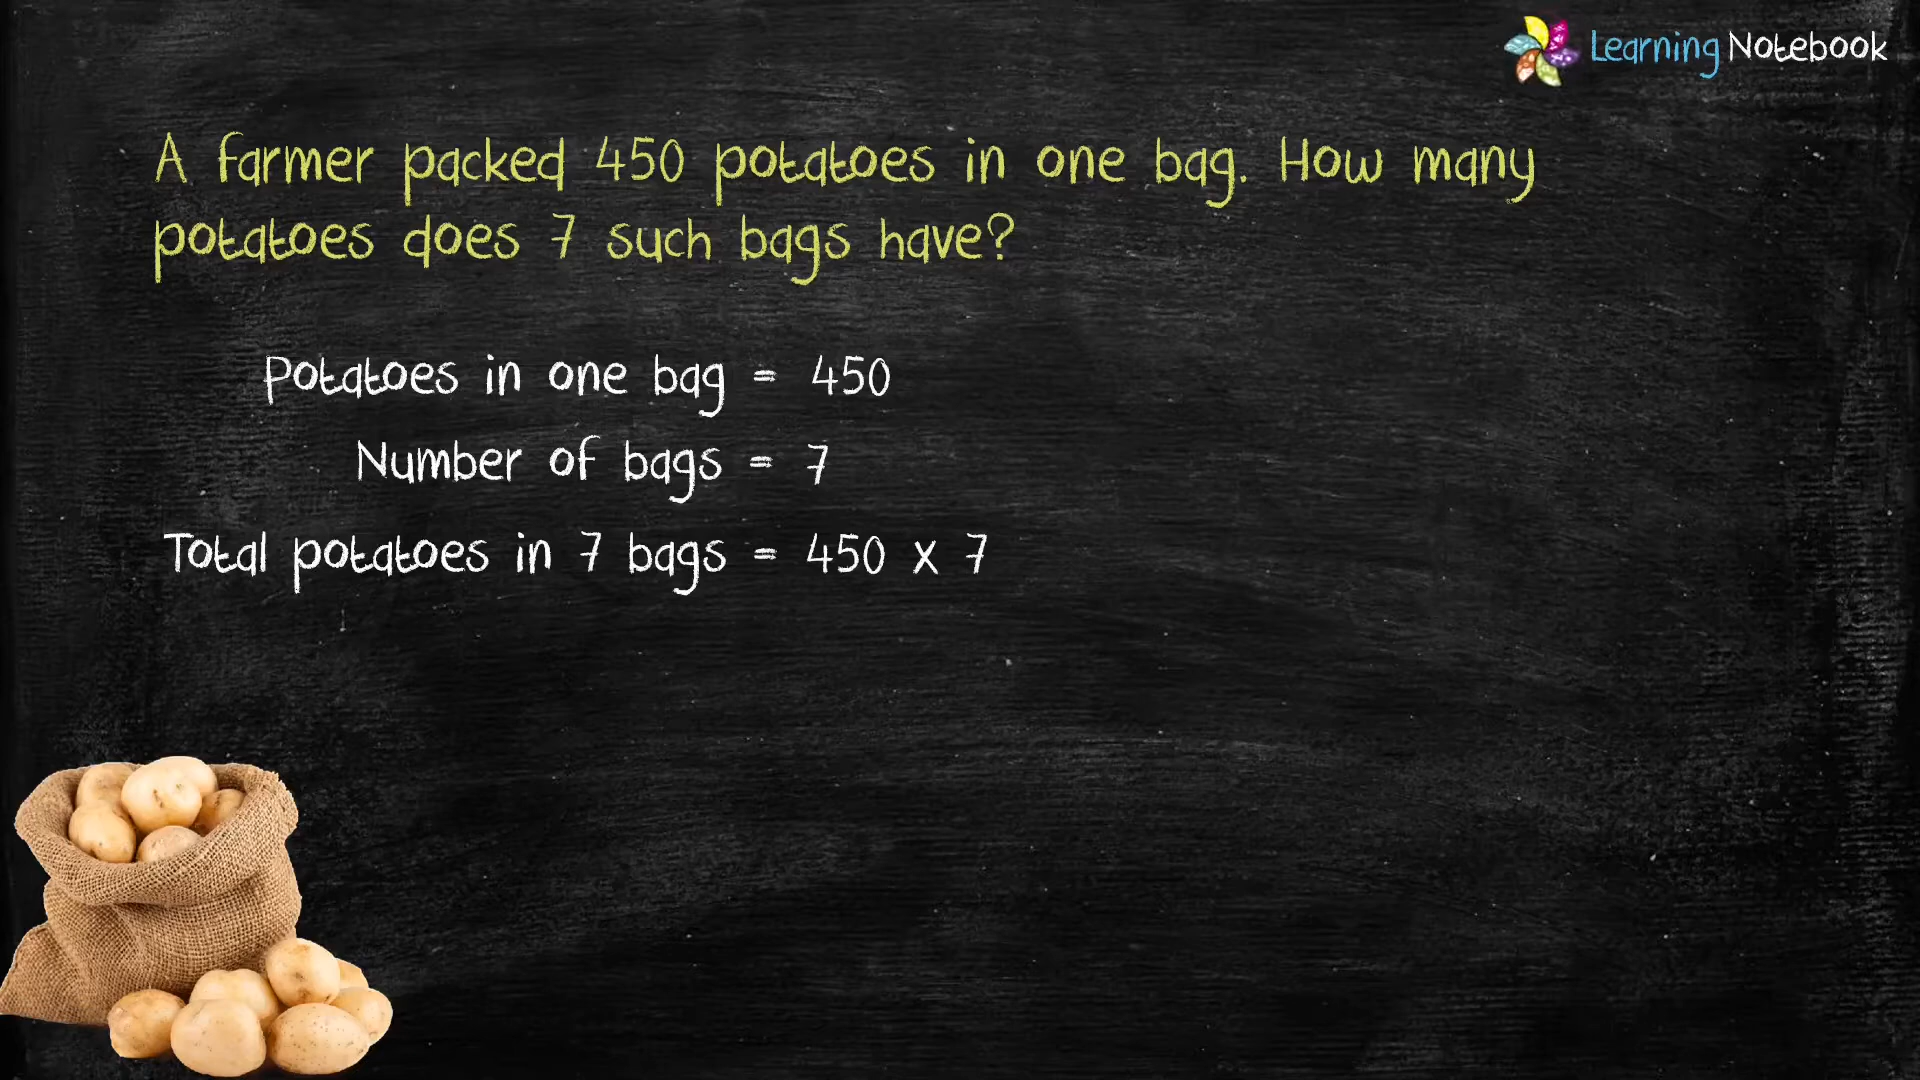 Learning Notebook
A farmer packed 450 potatoes in one bag. How many
potatoes does 7 such bags have?
Potatoes in one bag = 450
Number of bags = 7
Total potatoes in 7 bags = 450 x 7